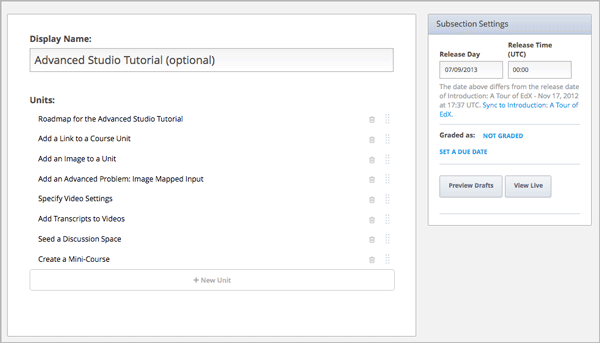 Display Name:
Advanced Studio Tutorial (optional)
Units:
Roadmap for the Advanced Studio Tutorial
Add a Link to a Course Unit
Add an Image to a Unit
Add an Advanced Problem: Image Mapped Input
Specify Video Settings
Add Transcripts to Videos
Seed a Discussion Space
Create a Mini-Course
+ New Unit
Subsection Settings
Release Day
Release Time
(UTC)
07/09/2013
00:00
The date above differs from the release
date of Introduction: A Tour of EdX - Nov 17, 2012
at 17:37 UTC. Sync to Introduction: A Tour of
EdX.
Graded as: NOT GRADED
SET A DUE DATE
Preview Drafts
View Live